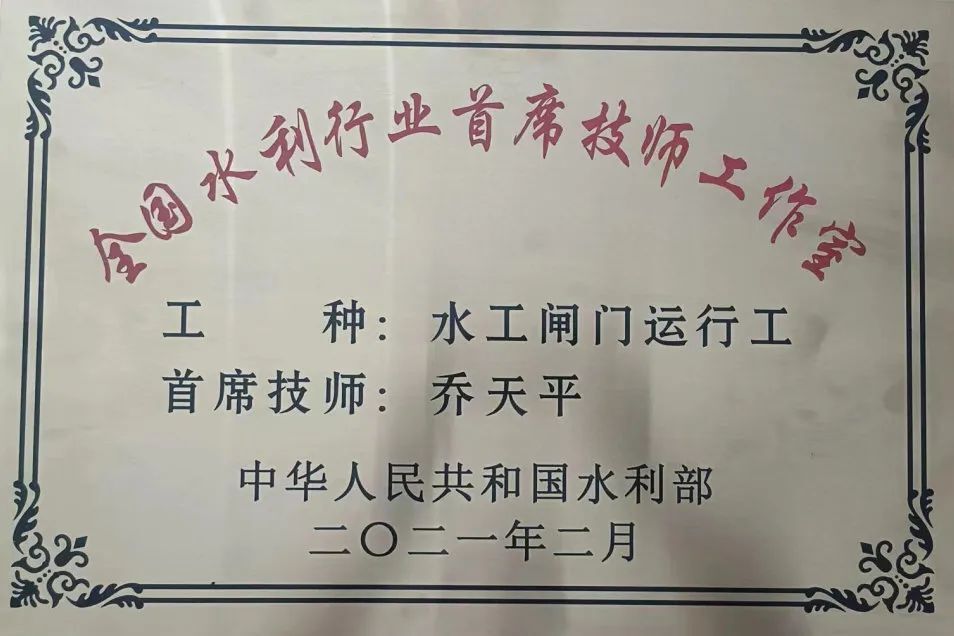 全国水利行业首席技师工作室
工 种：水工闸门运行工
首席技师：乔天平
中华人民共和国水利部
二〇二一年二月